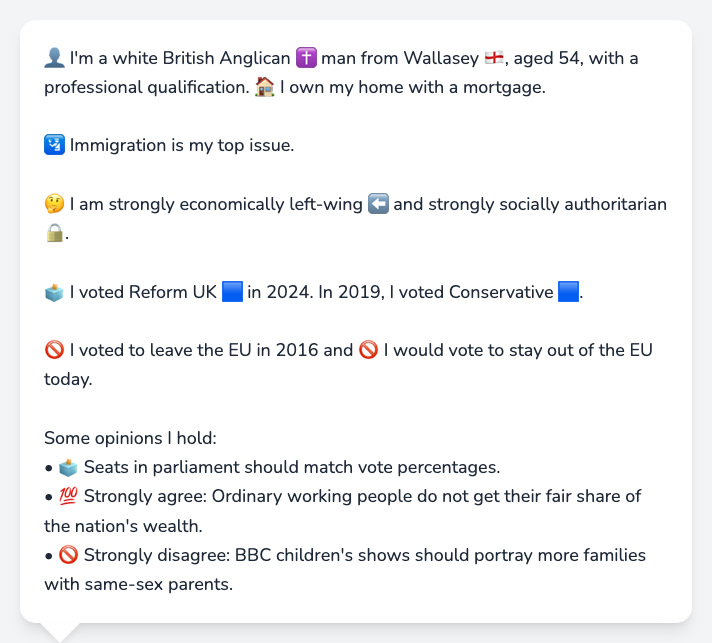 👤 I'm a white British Anglican ✝️ man from Wallasey 🏴󠁧󠁢󠁥󠁮󠁧󠁿, aged 54, with a
professional qualification. 🏠 I own my home with a mortgage.
🛂 Immigration is my top issue.
🤔 I am strongly economically left-wing ⬅️ and strongly socially authoritarian
🔒.
🗳️ I voted Reform UK 🟦 in 2024. In 2019, I voted Conservative 🟦.
🚫 I voted to leave the EU in 2016 and 🚫 I would vote to stay out of the EU
today.
Some opinions I hold:
• 🗳️ Seats in parliament should match vote percentages.
• 💯 Strongly agree: Ordinary working people do not get their fair share of
the nation's wealth.
• 🚫 Strongly disagree: BBC children's shows should portray more families
with same-sex parents.